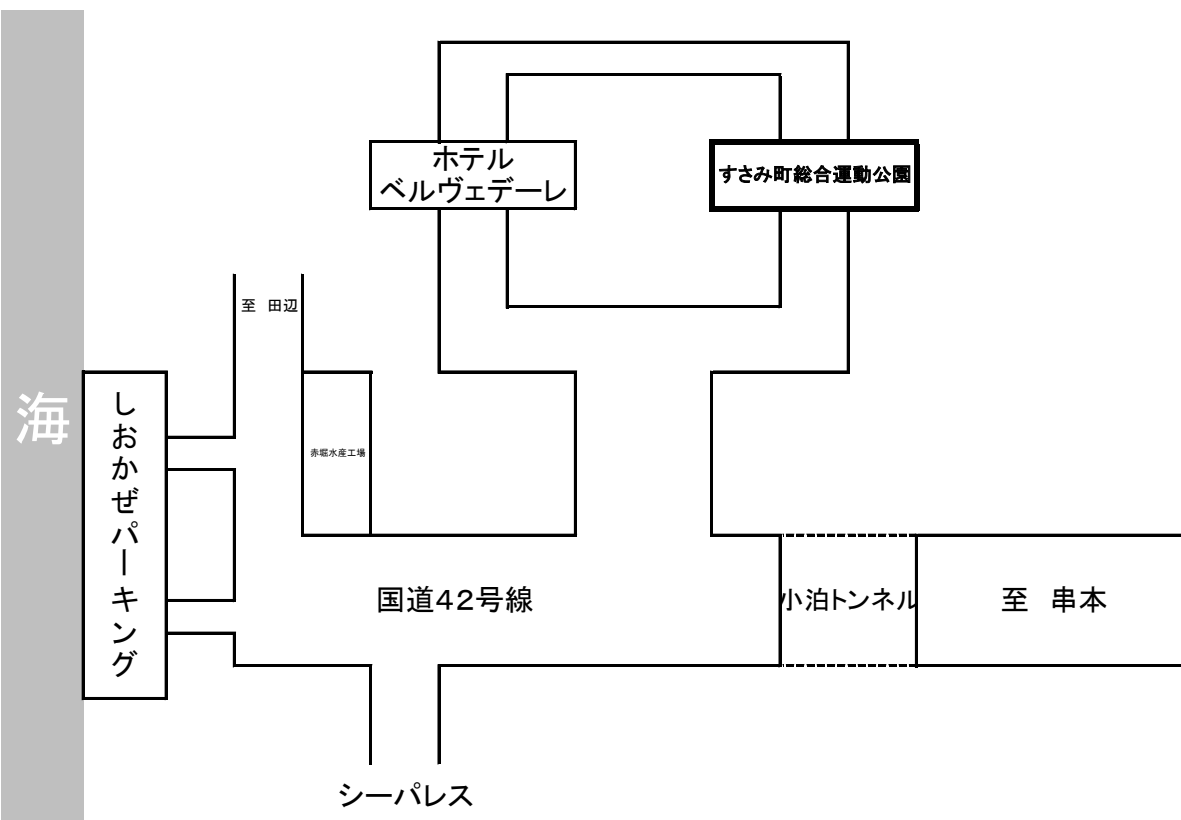 ホテル
ベルヴェデーレ
すさみ町総合運動公園
至　田辺
海
しおかぜパーキング
赤堀水産工場
国道４２号線
小泊トンネル
至　串本
シーパレス